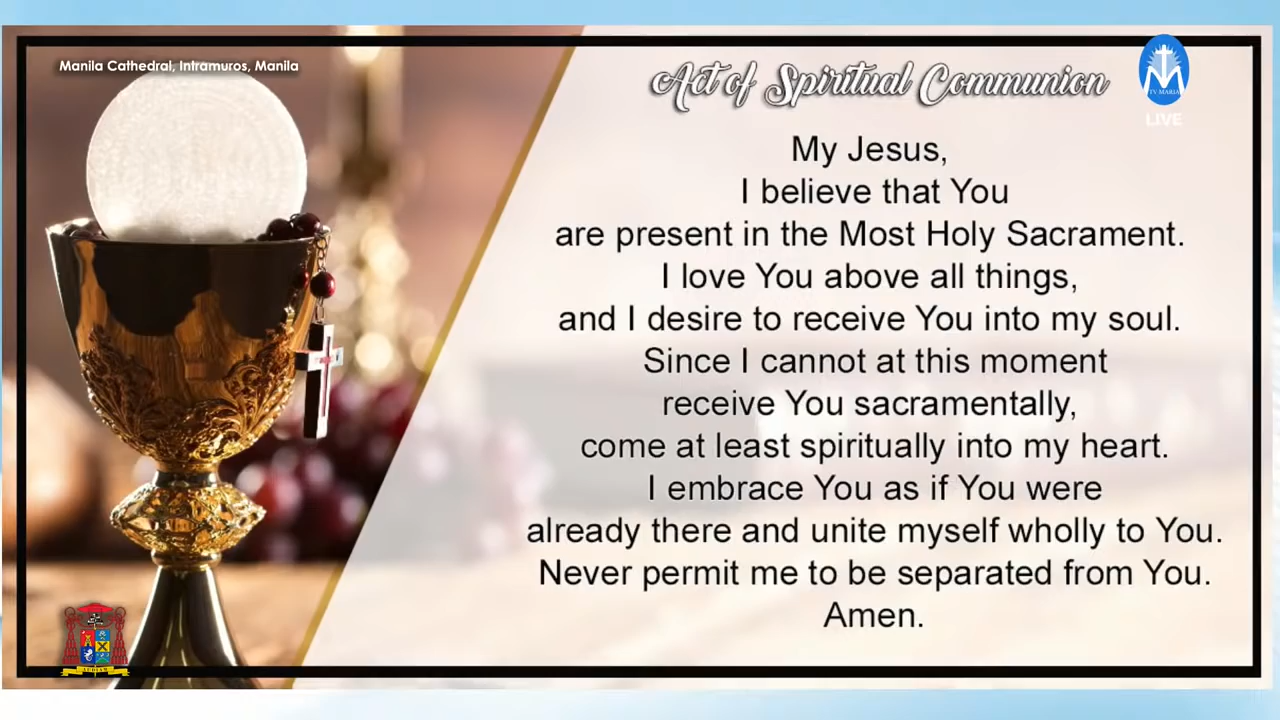 Manila Cathedral, Intramuros, Manila
Act of Spiritual Communion
TV MARIA
LIVE
My Jesus,
I believe that You
are present in the Most Holy Sacrament.
I love You above all things,
and I desire to receive You into my soul.
Since I cannot at this moment
receive You sacramentally,
come at least spiritually into my heart.
I embrace You as if You were
already there and unite myself wholly to You.
Never permit me to be separated from You.
Amen.